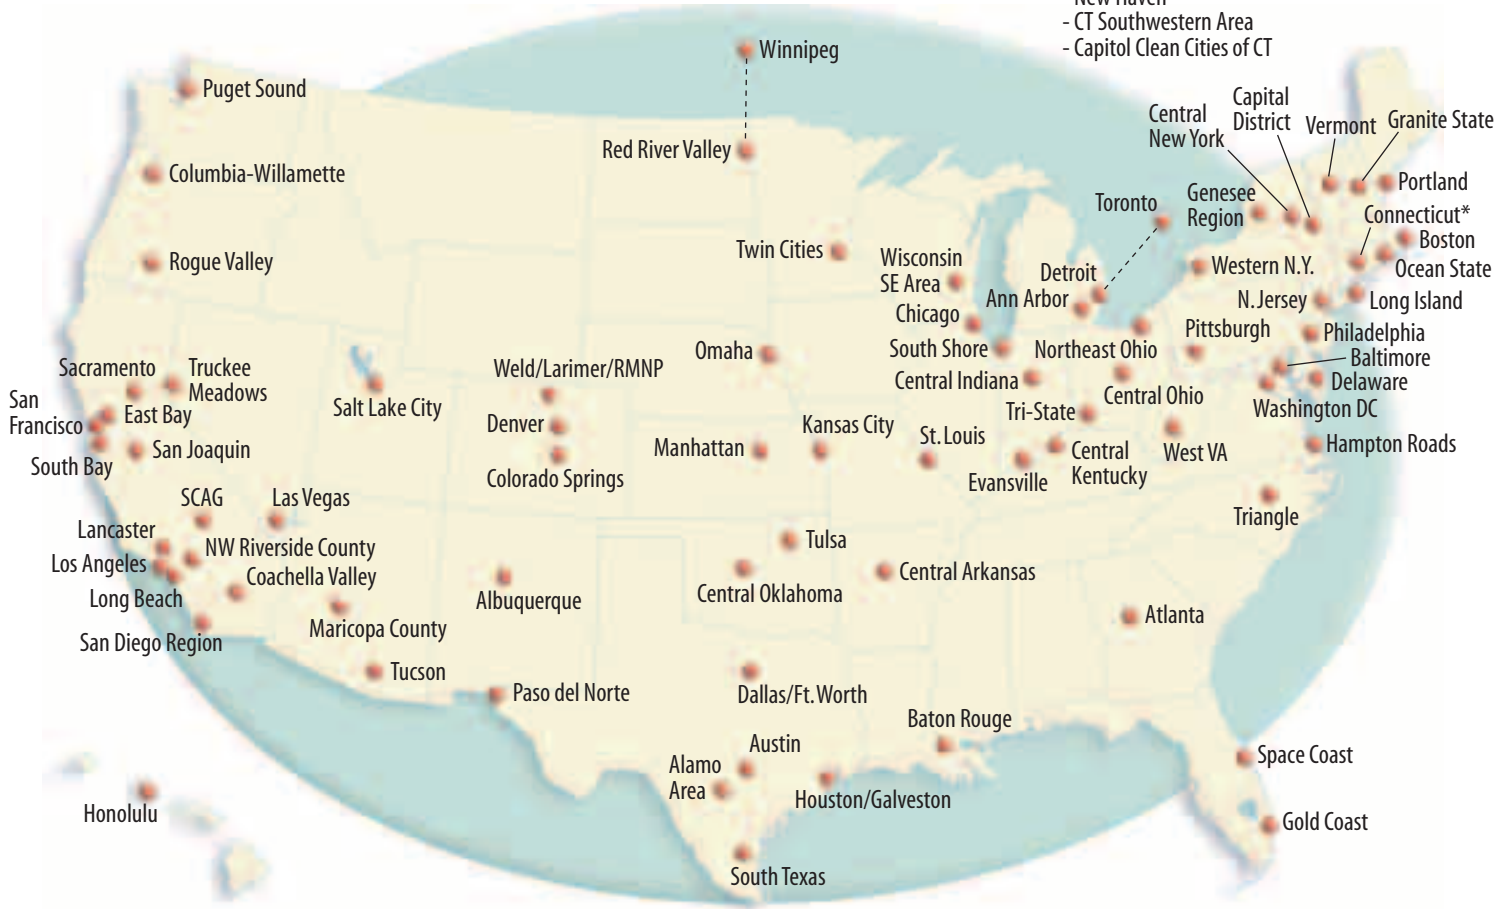 - New Haven
- CT Southwestern Area
- Capitol Clean Cities of CT
Winnipeg
Puget Sound
Capital
District
Central
New York
Vermont
Granite State
Red River Valley
Columbia-Willamette
Portland
Genesee
Region
Toronto
Connecticut*
Boston
Twin Cities
Wisconsin
SE Area
Rogue Valley
Detroit
Ann Arbor
Western N.Y.
Ocean State
N. Jersey
Long Island
Chicago
Pittsburgh
Philadelphia
Omaha
South Shore
Northeast Ohio
Baltimore
Sacramento
Truckee
Meadows
Weld/Larimer/RMNP
Central Indiana
Delaware
San
Francisco
East Bay
Salt Lake City
Central Ohio
Washington DC
Tri-State
Denver
Kansas City
St. Louis
South Bay
San Joaquin
Manhattan
Central
Kentucky
West VA
Hampton Roads
Colorado Springs
Evansville
SCAG
Las Vegas
Triangle
Lancaster
NW Riverside County
Tulsa
Los Angeles
Coachella Valley
Central Arkansas
Long Beach
Albuquerque
Central Oklahoma
Atlanta
Maricopa County
San Diego Region
Tucson
Paso del Norte
Dallas/Ft. Worth
Baton Rouge
Austin
Alamo
Area
Space Coast
Houston/Galveston
Honolulu
Gold Coast
South Texas